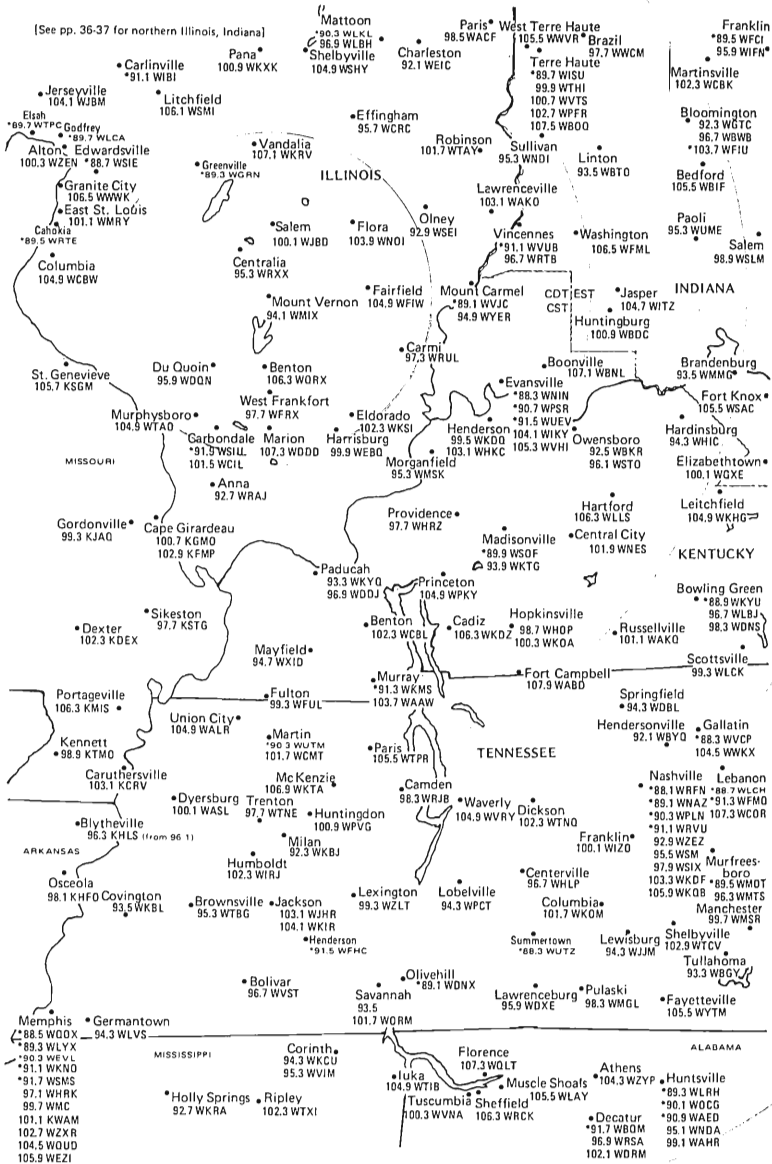 [See pp. 36-37 for northern Illinois, Indiana]
Mattoon
*90.3 WLKL
96.9 WLBH
Shelbyville
104.9 WSHY
Pana
100.9 WKXK
Carlinville
*91.1 WIBI
Charleston
92.1 WEIC
Paris
98.5 WACF
West Terre Haute
105.5 WWVR
Brazil
97.7 WWCM
Terre Haute
*89.7 WISU
99.9 WTHI
100.7 WVTS
102.7 WPFR
107.5 WBOQ
Franklin
*89.5 WFCI
95.9 WIFN
Martinsville
102.3 WCBK
Jerseyville
104.1 WJBM
Litchfield
106.1 WSMI
Elsah
*89.7 WTPC
Godfrey
*89.7 WLCA
Alton
100.3 WZEN
Edwardsville
*88.7 WSIE
Granite City
106.5 WWWK
East St. Louis
101.1 WMRY
Cahokia
*89.5 WRTE
Columbia
104.9 WCBW
Effingham
95.7 WCRC
Vandalia
107.1 WKRV
Greenville
*89.3 WGRN
ILLINOIS
Robinson
101.7 WTAY
Sullivan
95.3 WNDI
Linton
93.5 WBTO
Bloomington
92.3 WGTC
96.7 WBWB
*103.7 WFIU
Bedford
105.5 WBIF
Lawrenceville
103.1 WAKO
Olney
92.9 WSEI
Vincennes
*91.1 WVUB
96.7 WRTB
Washington
106.5 WFML
Paoli
95.3 WUME
Salem
98.9 WSLM
Salem
100.1 WJBD
Flora
103.9 WNOI
Centralia
95.3 WRXX
Mount Vernon
94.1 WMIX
Fairfield
104.9 WFIW
Mount Carmel
*89.1 WVJC
94.9 WYER
CDT EST
CST
Jasper
104.7 WITZ
INDIANA
Huntingburg
100.9 WBDC
Carmi
97.3 WRUL
St. Genevieve
105.7 KSGM
Du Quoin
95.9 WDQN
Benton
106.3 WQRX
Boonville
107.1 WBNL
Brandenburg
93.5 WMMG
Evansville
*88.3 WNIN
*90.7 WPSR
*91.5 WUEV
104.1 WIKY
105.3 WVHI
Fort Knox
105.5 WSAC
West Frankfort
97.7 WFRX
Murphysboro
104.9 WTAO
Eldorado
102.3 WKSI
Carbondale
*91.9 WSIU
101.5 WCIL
Marion
107.3 WDDD
Harrisburg
99.9 WEBQ
Henderson
99.5 WKDQ
103.1 WHKC
Owensboro
92.5 WBKR
96.1 WSTO
Hardinsburg
94.3 WHIC
Elizabethtown
100.1 WGXE
MISSOURI
Morganfield
95.3 WMSK
Anna
92.7 WRAJ
Gordonville
99.3 KJAQ
Cape Girardeau
100.7 KGMO
102.9 KFMP
Providence
97.7 WHRZ
Hartford
106.3 WLLS
Leitchfield
104.9 WKHG
Madisonville
*89.9 WSOF
93.9 WKTG
Central City
101.9 WNES
KENTUCKY
Paducah
93.3 WKYQ
96.9 WDDJ
Princeton
104.9 WPKY
Bowling Green
*88.9 WKYU
96.7 WLBJ
98.3 WDNS
Sikeston
97.7 KSTG
Dexter
102.3 KDEX
Benton
102.3 WCBL
Cadiz
106.3 WKDZ
Hopkinsville
98.7 WHOP
100.3 WKOA
Russellville
101.1 WAKQ
Mayfield
94.7 WXID
Scottsville
99.3 WLCK
Murray
*91.3 WKMS
103.7 WAAW
Fort Campbell
107.9 WABD
Fulton
99.3 WFUL
Portageville
106.3 KMIS
Springfield
94.3 WDBL
Union City
104.9 WALR
Hendersonville
92.1 WBYQ
Gallatin
*88.3 WVCP
104.5 WWKX
Martin
*90.3 WUTM
101.7 WCMT
Kennett
98.9 KTMO
Paris
105.5 WTPR
TENNESSEE
Caruthersville
103.1 KCRV
Mc Kenzie
106.9 WKTA
Camden
98.3 WRJB
Nashville
*88.1 WRFN
*89.1 WNAZ
*90.3 WPLN
*91.1 WRVU
92.9 WZEZ
95.5 WSM
97.9 WSIX
103.3 WKDF
105.9 WKQB
Lebanon
*88.7 WLCH
*91.3 WFMQ
107.3 WCOR
Dyersburg
100.1 WASL
Trenton
97.7 WTNE
Waverly
104.9 WVRY
Dickson
102.3 WTNQ
Huntingdon
100.9 WPVG
Blytheville
96.3 KHLS (from 96 1)
Milan
92.3 WKBJ
Franklin
100.1 WIZO
ARKANSAS
Humboldt
102.3 WIRJ
Murfrees-
boro
*89.5 WMOT
96.3 WMTS
Centerville
96.7 WHLP
Osceola
98.1 KHFO
Covington
93.5 WKBL
Brownsville
95.3 WTBG
Jackson
103.1 WJHR
104.1 WKIR
Lexington
99.3 WZLT
Lobelville
94.3 WPCT
Columbia
101.7 WKOM
Manchester
99.7 WMSR
Henderson
*91.5 WFHC
Summertown
*88.3 WUTZ
Lewisburg
94.3 WJJM
Shelbyville
102.9 WTCV
Tullahoma
93.3 WBGY
Bolivar
96.7 WVST
Olivehill
*89.1 WDNX
Savannah
93.5
101.7 WORM
Lawrenceburg
95.9 WDXE
Pulaski
98.3 WMGL
Fayetteville
105.5 WYTM
Memphis
*88.5 WQOX
*89.3 WLYX
*90.3 WEVL
*91.1 WKNO
*91.7 WSMS
97.1 WHRK
99.7 WMC
101.1 KWAM
102.7 WZXR
104.5 WQUD
105.9 WEZI
Germantown
94.3 WLVS
MISSISSIPPI
Corinth
94.3 WKCU
95.3 WVIM
Florence
107.3 WQLT
ALABAMA
Iuka
104.9 WTIB
Muscle Shoals
105.5 WLAY
Athens
104.3 WZYP
Huntsville
*89.3 WLRH
*90.1 WOCG
*90.9 WAED
95.1 WNDA
99.1 WAHR
Holly Springs
92.7 WKRA
Ripley
102.3 WTXI
Tuscumbia
100.3 WVNA
Sheffield
106.3 WRCK
Decatur
*91.7 WBQM
96.9 WRSA
102.1 WDRM